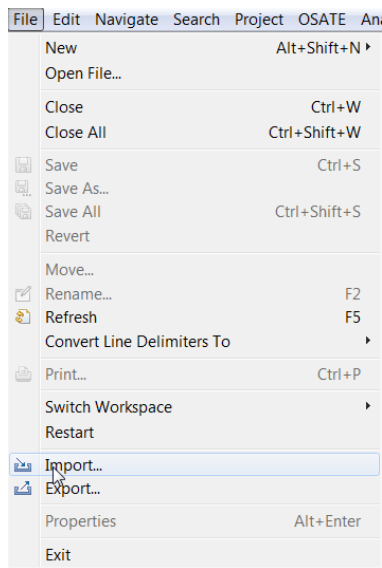 File Edit Navigate Search Project OSATE Ana
New Alt+Shift+N
Open File...
Close Ctrl+W
Close All Ctrl+Shift+W
Save Ctrl+S
Save As...
Save All Ctrl+Shift+S
Revert
Move...
Rename... F2
Refresh F5
Convert Line Delimiters To
Print... Ctrl+P
Switch Workspace
Restart
Import...
Export...
Properties Alt+Enter
Exit